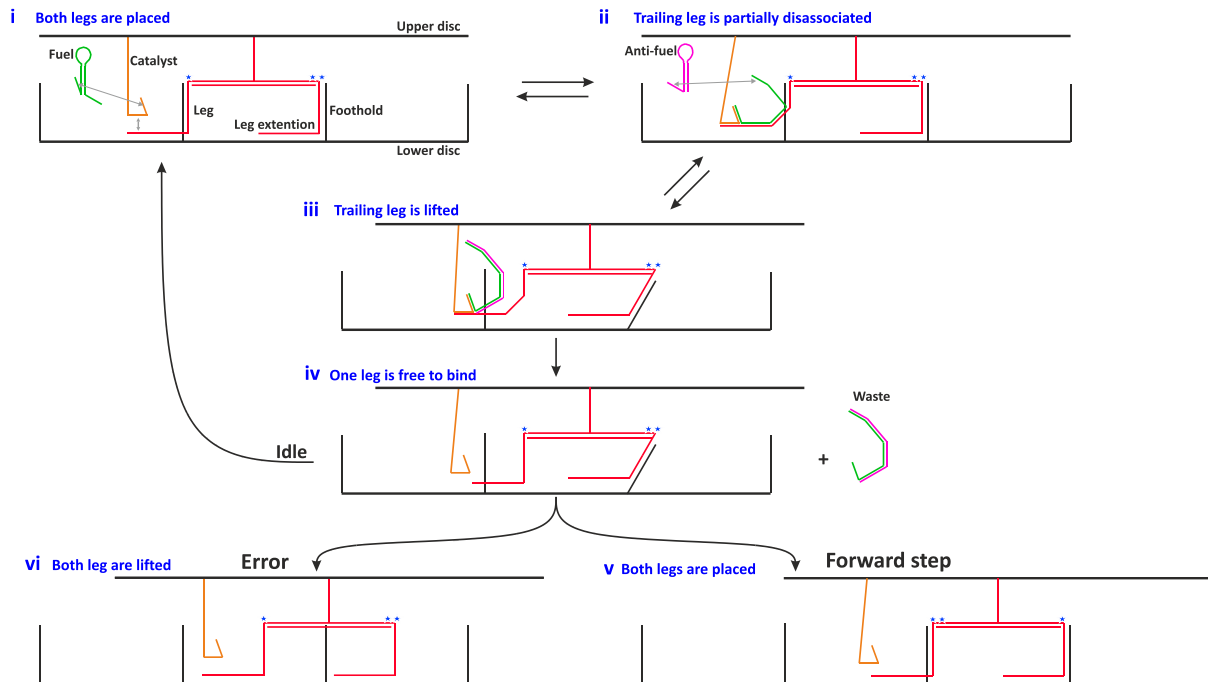 i Both legs are placed
Upper disc
Fuel
Catalyst
Leg
Leg extention
Foothold
Lower disc
ii Trailing leg is partially disassociated
Anti-fuel
iii Trailing leg is lifted
iv One leg is free to bind
Idle
+
Waste
vi Both leg are lifted
Error
v Both legs are placed
Forward step